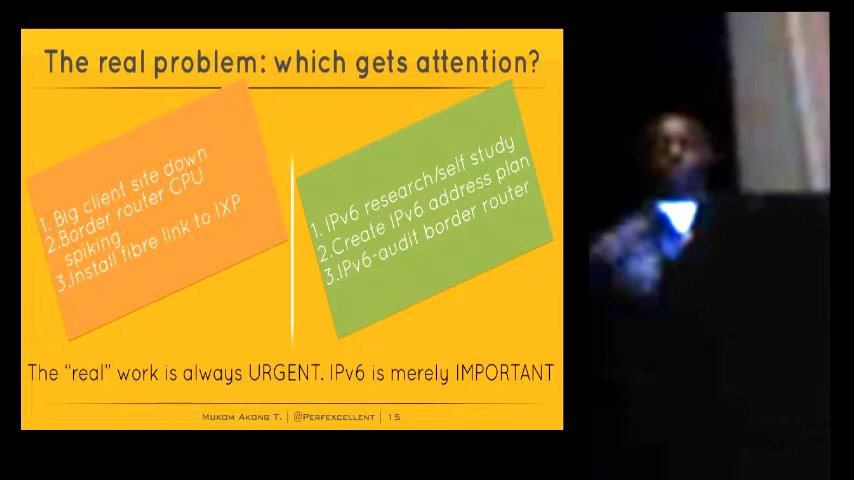 The real problem: which gets attention?
1. Big client site down
2.Border router CPU
spiking
3.Install fibre link to IXP
1. IPv6 research/self study
2.Create IPv6 address plan
3.IPv6-audit border router
The “real” work is always URGENT. IPv6 is merely IMPORTANT
Mukom Akong T. | @Perfexcellent | 15